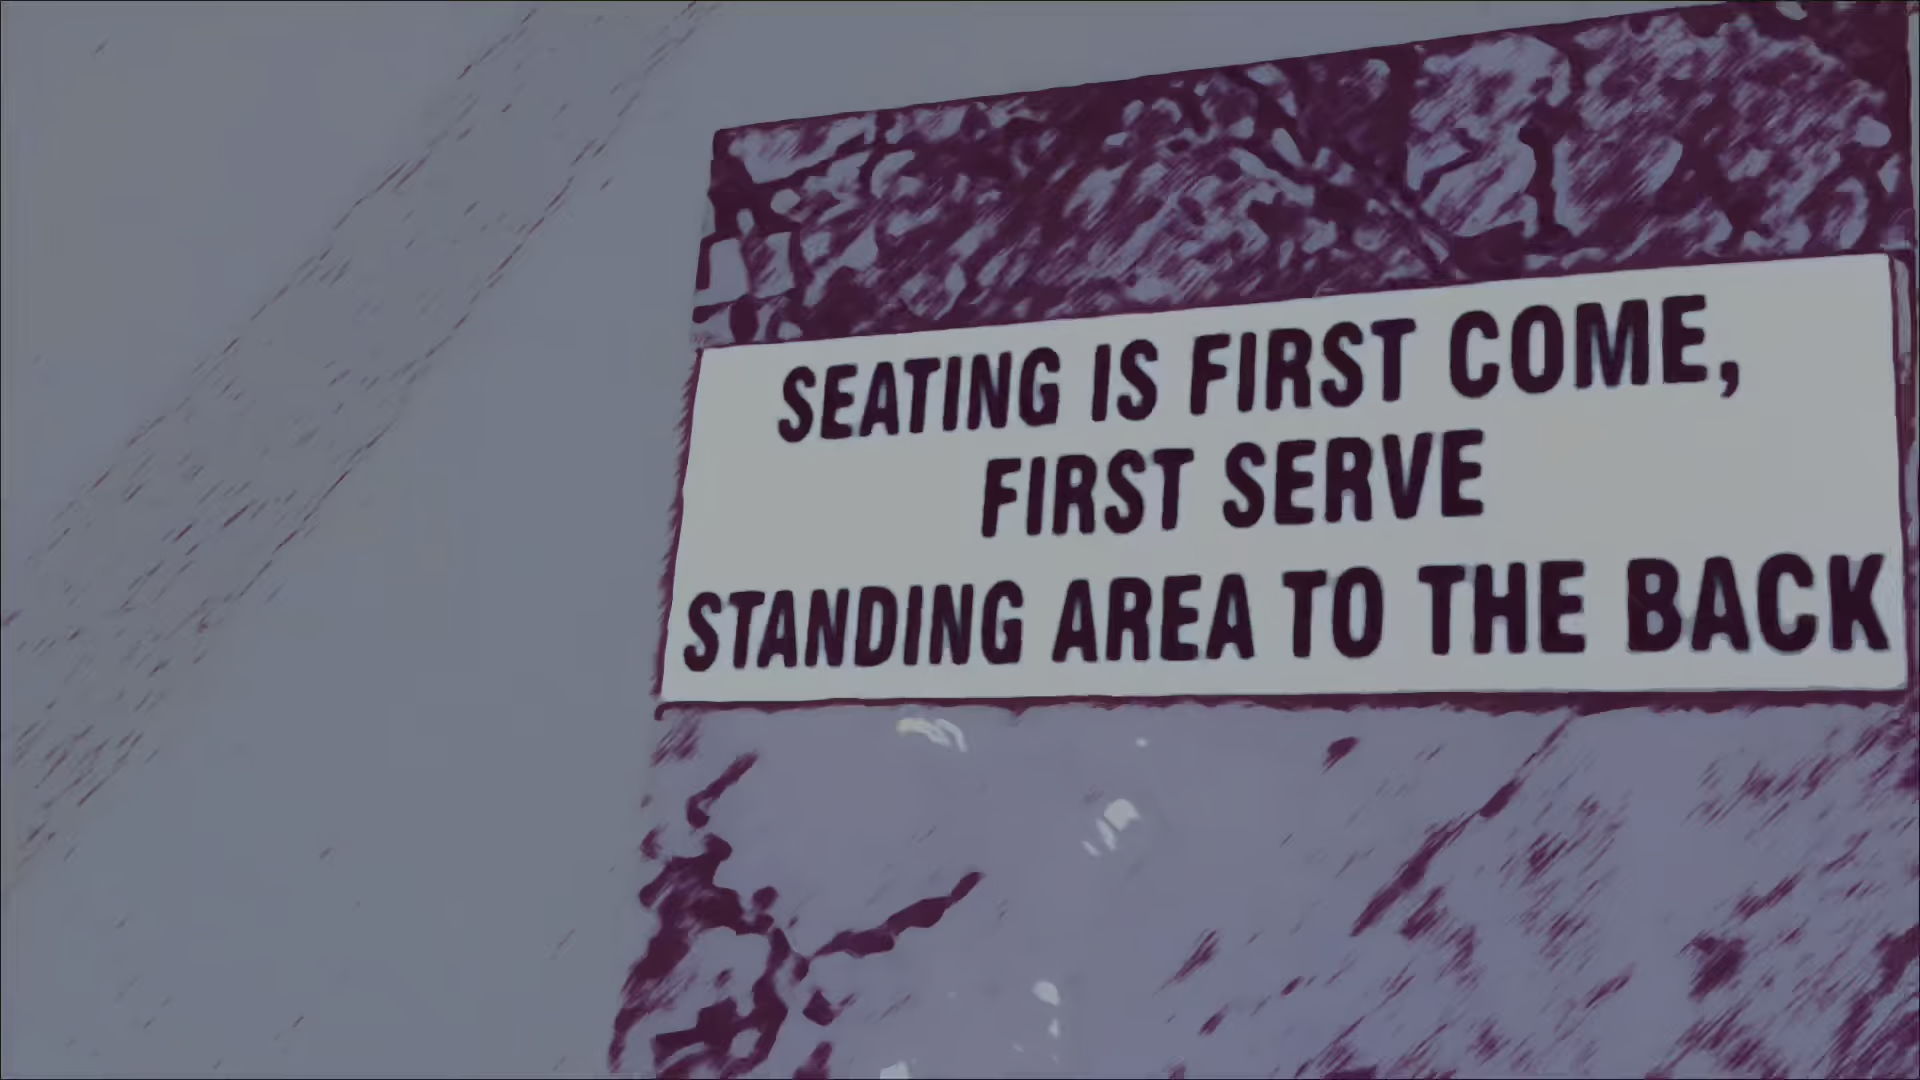 SEATING IS FIRST COME,
FIRST SERVE
STANDING AREA TO THE BACK